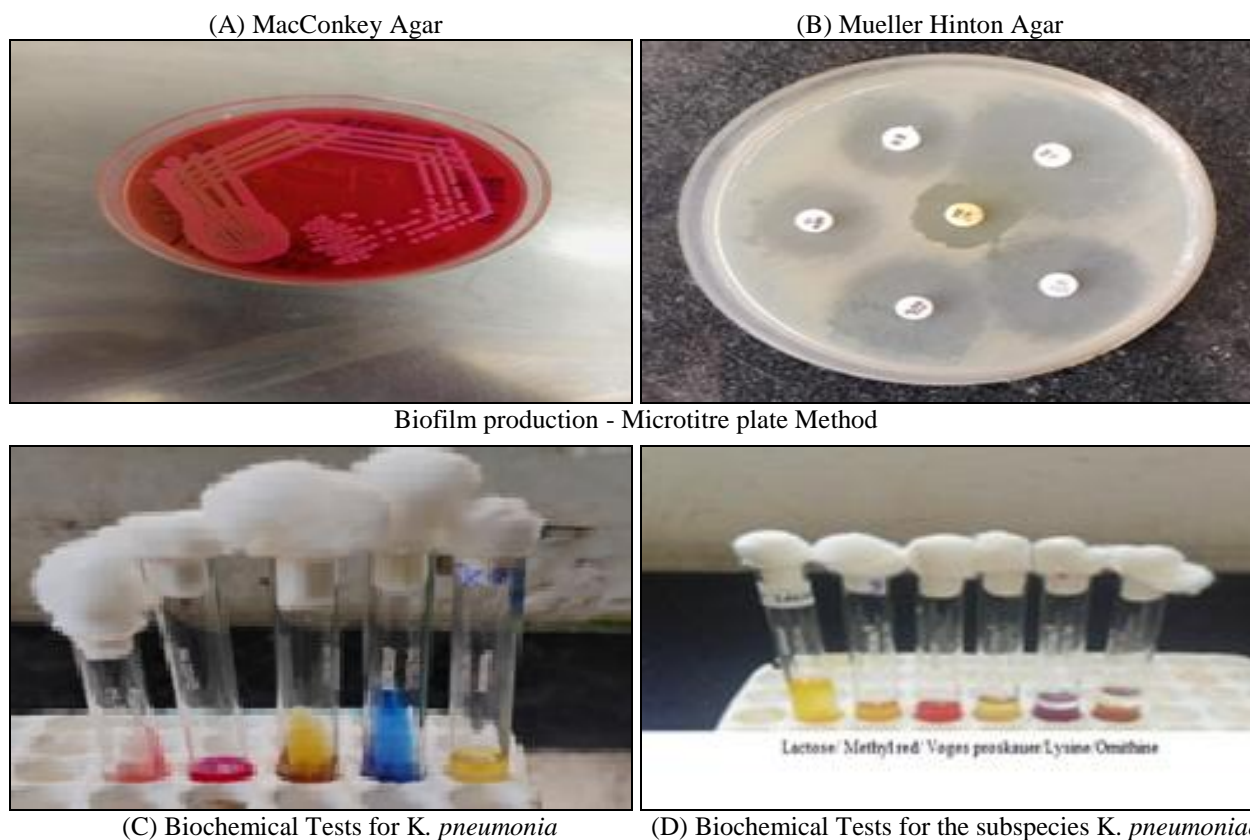 (A) MacConkey Agar
(B) Mueller Hinton Agar
Biofilm production - Microtitre plate Method
Lactose/ Methyl red/ Voges proskauer/Lysine/Ornithine
(C) Biochemical Tests for K. pneumonia
(D) Biochemical Tests for the subspecies K. pneumonia